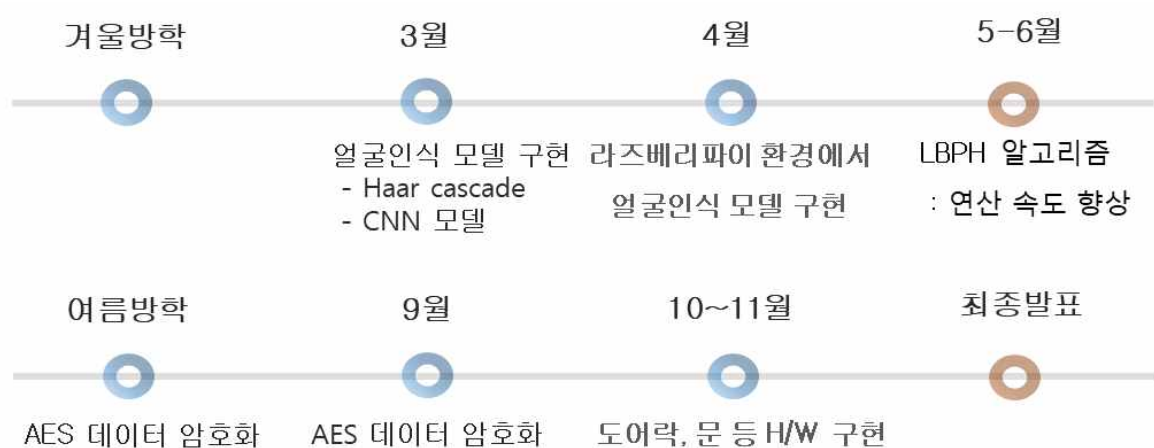 겨울방학 3월 4월 5-6월
얼굴인식 모델 구현 라즈베리파이 환경에서 LBPH 알고리즘
- Haar cascade 얼굴인식 모델 구현 : 연산 속도 향상
- CNN 모델
여름방학 9월 10~11월 최종발표
AES 데이터 암호화 AES 데이터 암호화 도어락, 문 등 H/W 구현